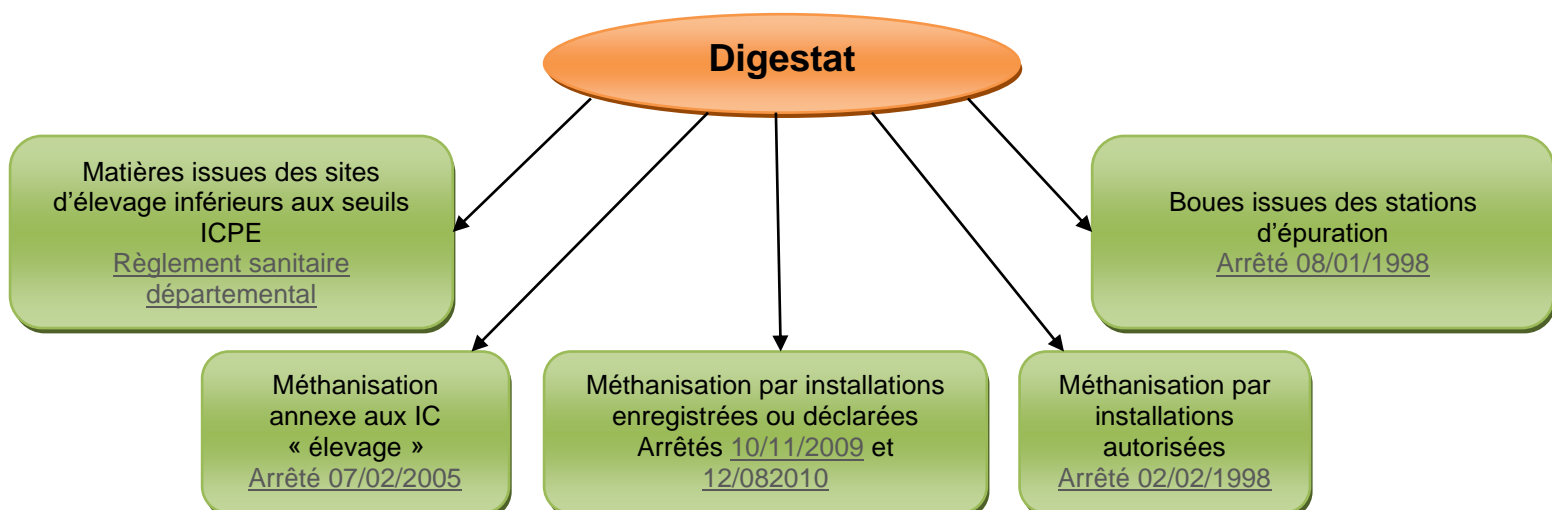 Digestat
Matières issues des sites
d’élevage inférieurs aux seuils
ICPE
Règlement sanitaire
départemental
Boues issues des stations
d’épuration
Arrêté 08/01/1998
Méthanisation
annexe aux IC
« élevage »
Arrêté 07/02/2005
Méthanisation par installations
enregistrées ou déclarées
Arrêtés 10/11/2009 et
12/082010
Méthanisation par
installations
autorisées
Arrêté 02/02/1998